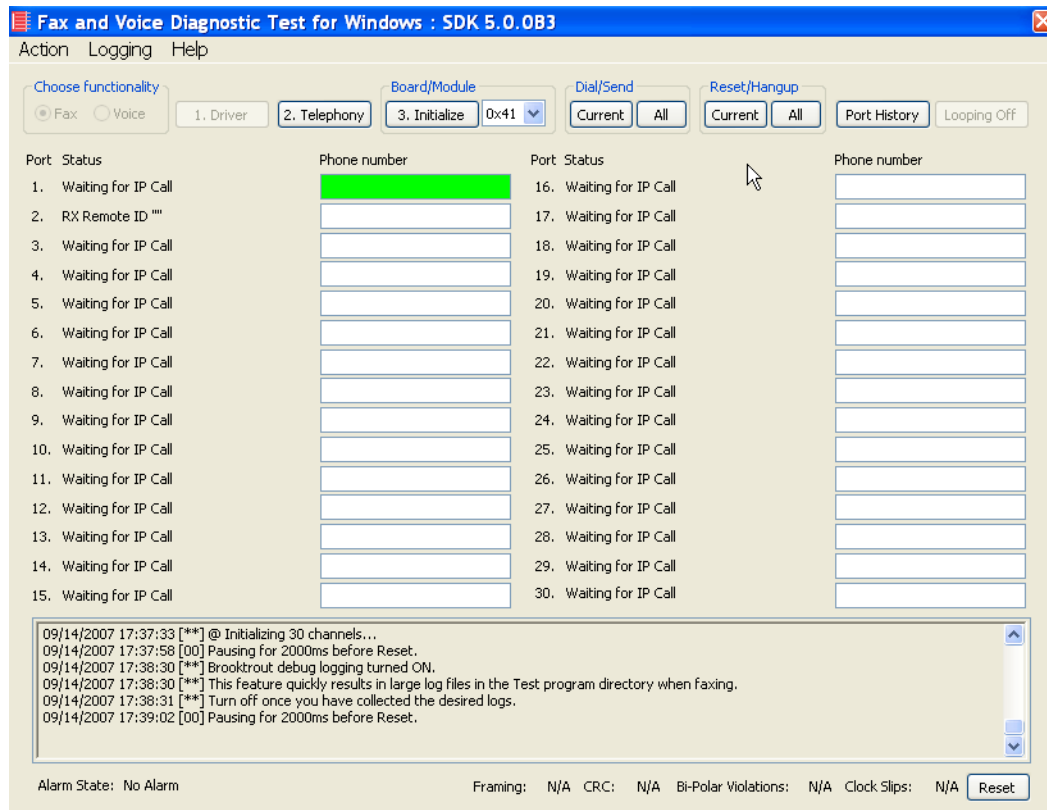 Fax and Voice Diagnostic Test for Windows : SDK 5.0.0B3
Action Logging Help
Choose functionality Board/Module Dial/Send Reset/Hangup
Fax Voice 1. Driver 2. Telephony 3. Initialize 0x41 Current All Current All Port History Looping Off
Port Status Phone number Port Status Phone number
1. Waiting for IP Call 16. Waiting for IP Call
2. RX Remote ID "" 17. Waiting for IP Call
3. Waiting for IP Call 18. Waiting for IP Call
4. Waiting for IP Call 19. Waiting for IP Call
5. Waiting for IP Call 20. Waiting for IP Call
6. Waiting for IP Call 21. Waiting for IP Call
7. Waiting for IP Call 22. Waiting for IP Call
8. Waiting for IP Call 23. Waiting for IP Call
9. Waiting for IP Call 24. Waiting for IP Call
10. Waiting for IP Call 25. Waiting for IP Call
11. Waiting for IP Call 26. Waiting for IP Call
12. Waiting for IP Call 27. Waiting for IP Call
13. Waiting for IP Call 28. Waiting for IP Call
14. Waiting for IP Call 29. Waiting for IP Call
15. Waiting for IP Call 30. Waiting for IP Call
09/14/2007 17:37:33 [**] @ Initializing 30 channels...
09/14/2007 17:37:58 [00] Pausing for 2000ms before Reset.
09/14/2007 17:38:30 [**] Brooktrout debug logging turned ON.
09/14/2007 17:38:30 [**] This feature quickly results in large log files in the Test program directory when faxing.
09/14/2007 17:38:31 [**] Turn off once you have collected the desired logs.
09/14/2007 17:39:02 [00] Pausing for 2000ms before Reset.
Alarm State: No Alarm Framing: N/A CRC: N/A Bi-Polar Violations: N/A Clock Slips: N/A Reset